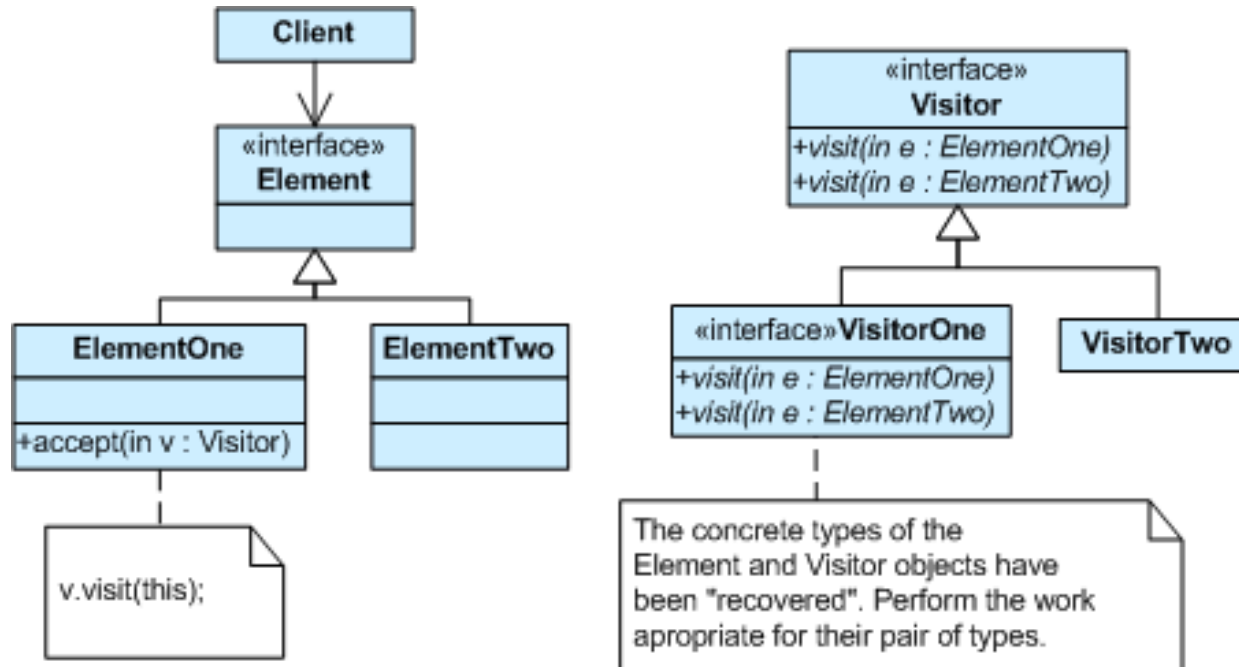 Client
«interface»
Element
ElementOne
+accept(in v : Visitor)
ElementTwo
v.visit(this);
«interface»
Visitor
+visit(in e : ElementOne)
+visit(in e : ElementTwo)
«interface»VisitorOne
+visit(in e : ElementOne)
+visit(in e : ElementTwo)
VisitorTwo
The concrete types of the
Element and Visitor objects have
been "recovered". Perform the work
apropriate for their pair of types.